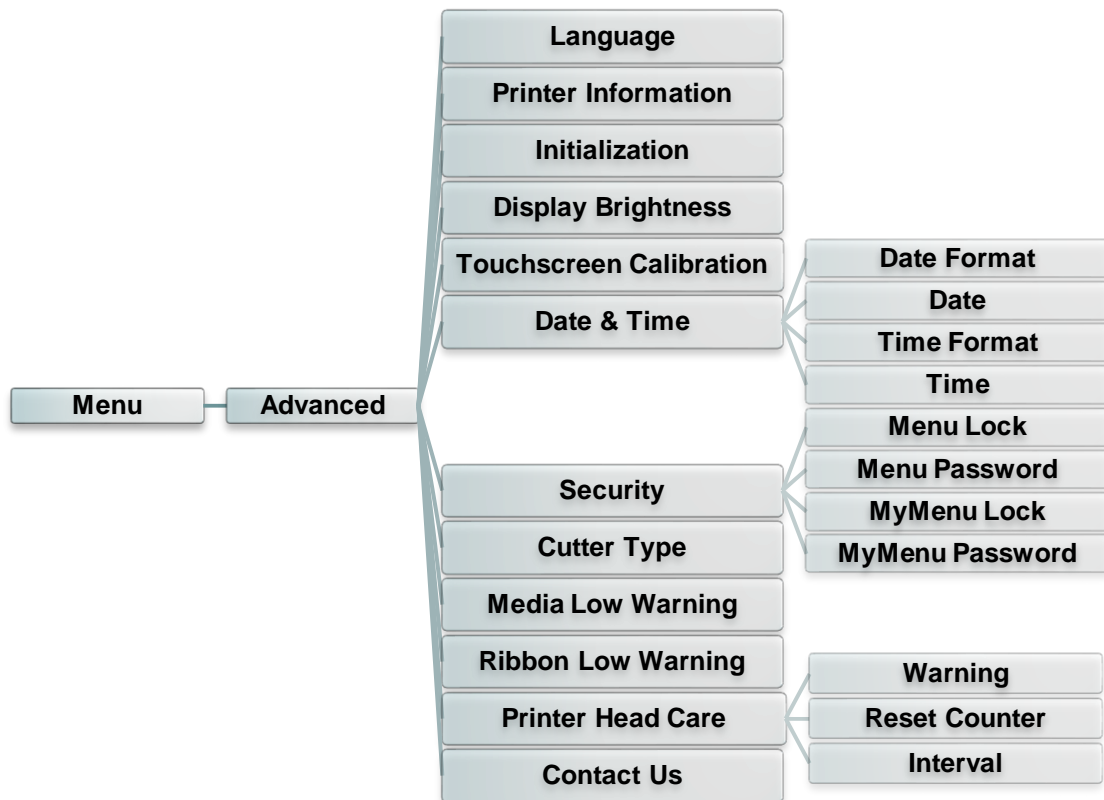 Menu
Advanced
Language
Printer Information
Initialization
Display Brightness
Touchscreen Calibration
Date & Time
Date Format
Date
Time Format
Time
Security
Menu Lock
Menu Password
MyMenu Lock
MyMenu Password
Cutter Type
Media Low Warning
Ribbon Low Warning
Printer Head Care
Warning
Reset Counter
Interval
Contact Us